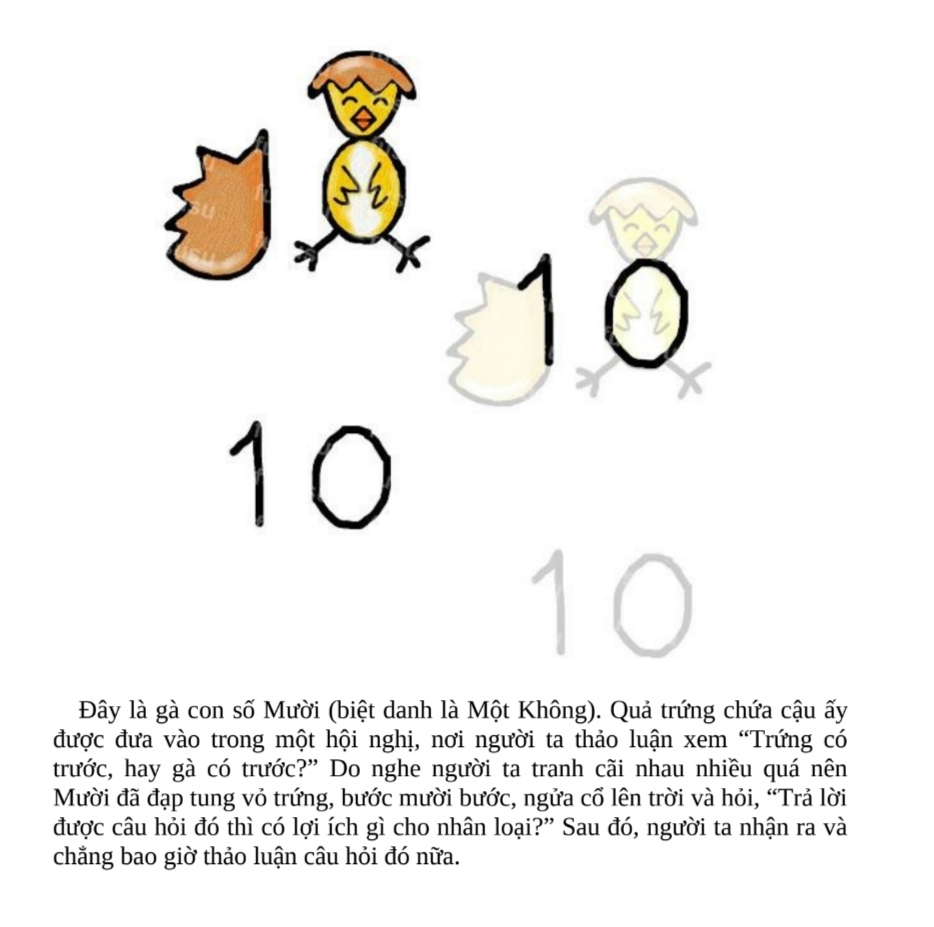 10
10
10
Đây là gà con số Mười (biệt danh là Một Không). Quả trứng chứa cậu ấy
được đưa vào trong một hội nghị, nơi người ta thảo luận xem “Trứng có
trước, hay gà có trước?” Do nghe người ta tranh cãi nhau nhiều quá nên
Mười đã đạp tung vỏ trứng, bước mười bước, ngửa cổ lên trời và hỏi, “Trả lời
được câu hỏi đó thì có lợi ích gì cho nhân loại?” Sau đó, người ta nhận ra và
chẳng bao giờ thảo luận câu hỏi đó nữa.